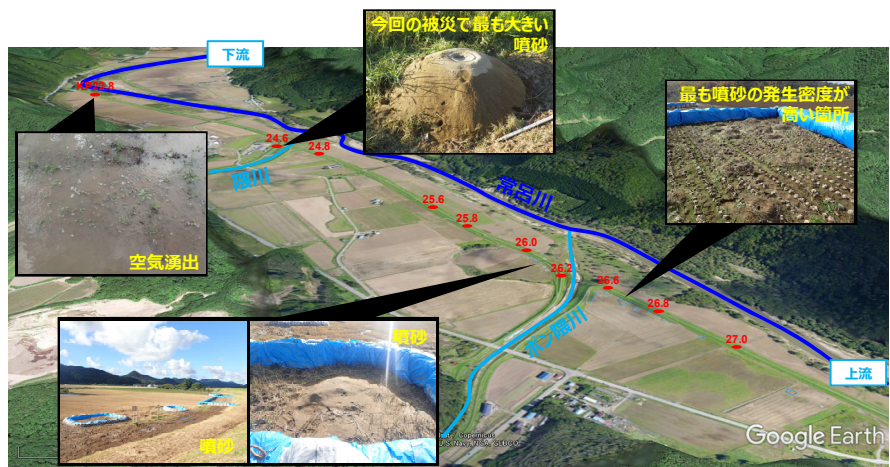 今回の被災で最も大きい
噴砂
下流
最も噴砂の発生密度が
高い箇所
24.6
24.8
隈川
常呂川
空気湧出
25.6
25.8
26.0
26.2
26.6
26.8
27.0
ポン隈川
上流
噴砂
噴砂
Google Earth